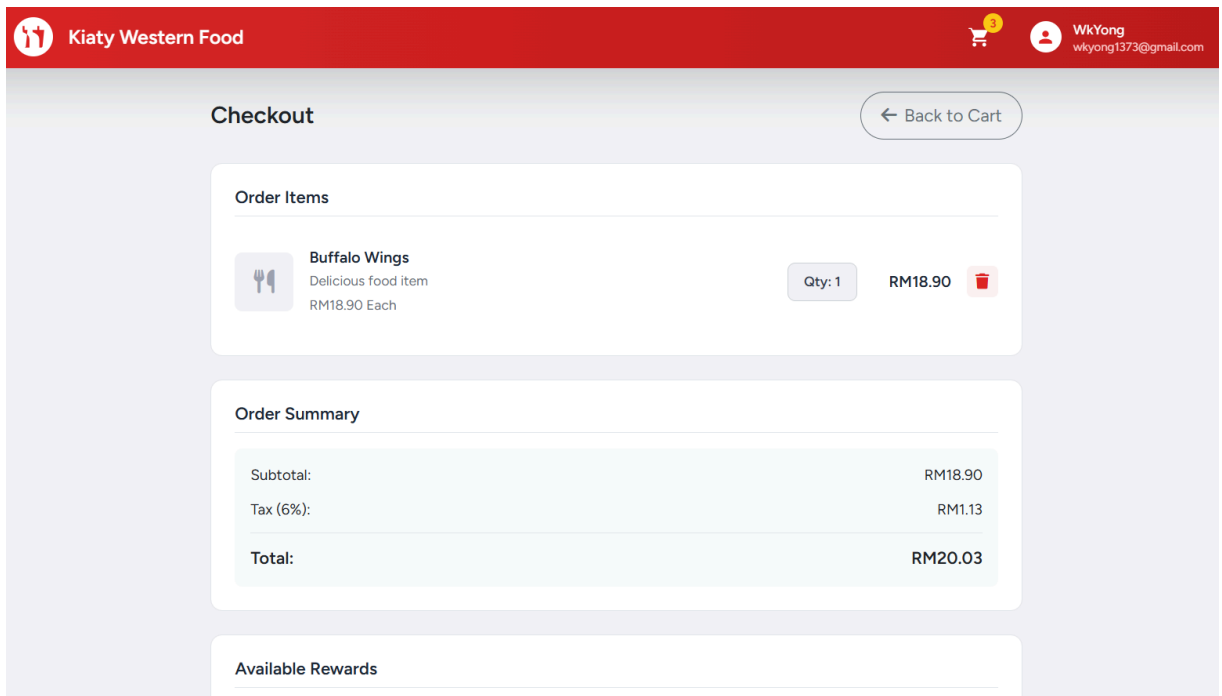 Kiaty Western Food
3
WkYong
wkyong1373@gmail.com
Checkout
Back to Cart
Order Items
Buffalo Wings
Delicious food item
RM18.90 Each
Qty: 1
RM18.90
Order Summary
Subtotal: RM18.90
Tax (6%): RM1.13
Total: RM20.03
Available Rewards